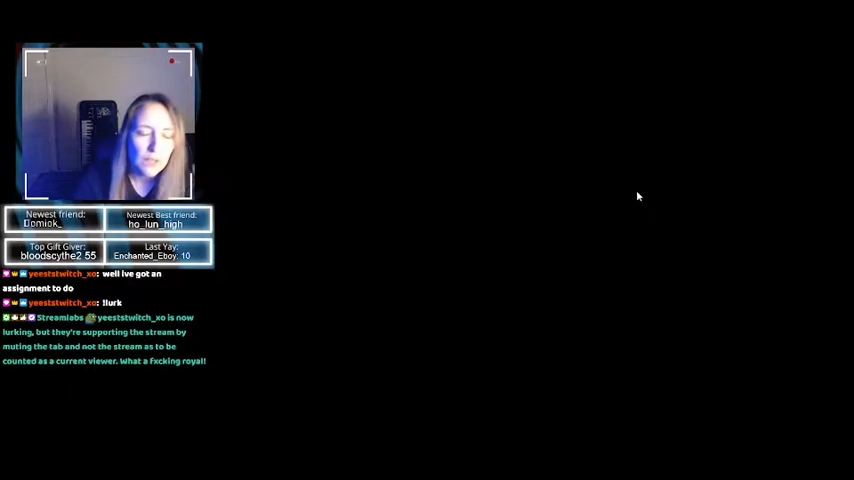 Newest friend:
Domiok_
Newest Best friend:
ho_lun_high
Top Gift Giver:
bloodscythe2 55
Last Yay:
Enchanted_Eboy: 10
yeeststwitch_xo: well ive got an
assignment to do
yeeststwitch_xo: !lurk
Streamlabs yeeststwitch_xo is now
lurking, but they're supporting the stream by
muting the tab and not the stream as to be
counted as a current viewer. What a fxcking royal!